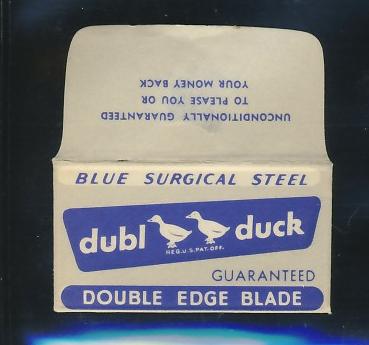 UNCONDITIONALLY GUARANTEED
TO PLEASE YOU OR
YOUR MONEY BACK
BLUE SURGICAL STEEL
dubl duck
REG.U.S.PAT.OFF.
GUARANTEED
DOUBLE EDGE BLADE